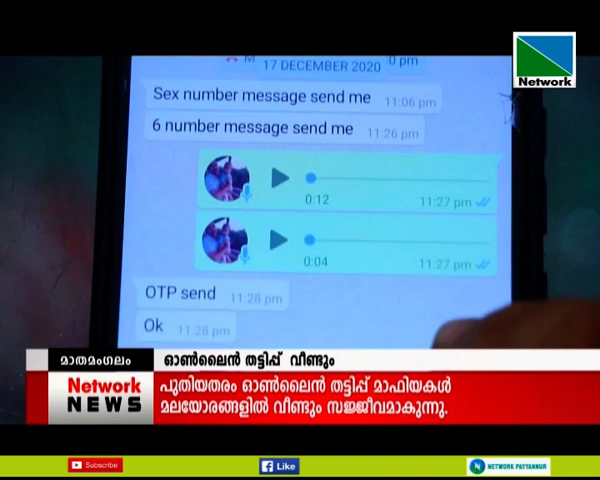 17 DECEMBER 2020
0 pm
Network
Sex number message send me 11:06 pm
6 number message send me 11:26 pm
0:12 11:27 pm
0:04 11:27 pm
OTP send 11:28 pm
Ok 11:28 pm
മാതമംഗലം
ഓൺലൈൻ തട്ടിപ്പ് വീണ്ടും
Network
NEWS
പുതിയതരം ഓൺലൈൻ തട്ടിപ്പ് മാഫിയകൾ
മലയോരങ്ങളിൽ വീണ്ടും സജ്ജീവമാകുന്നു.
Subscribe
Like
NETWORK PAYYANNUR